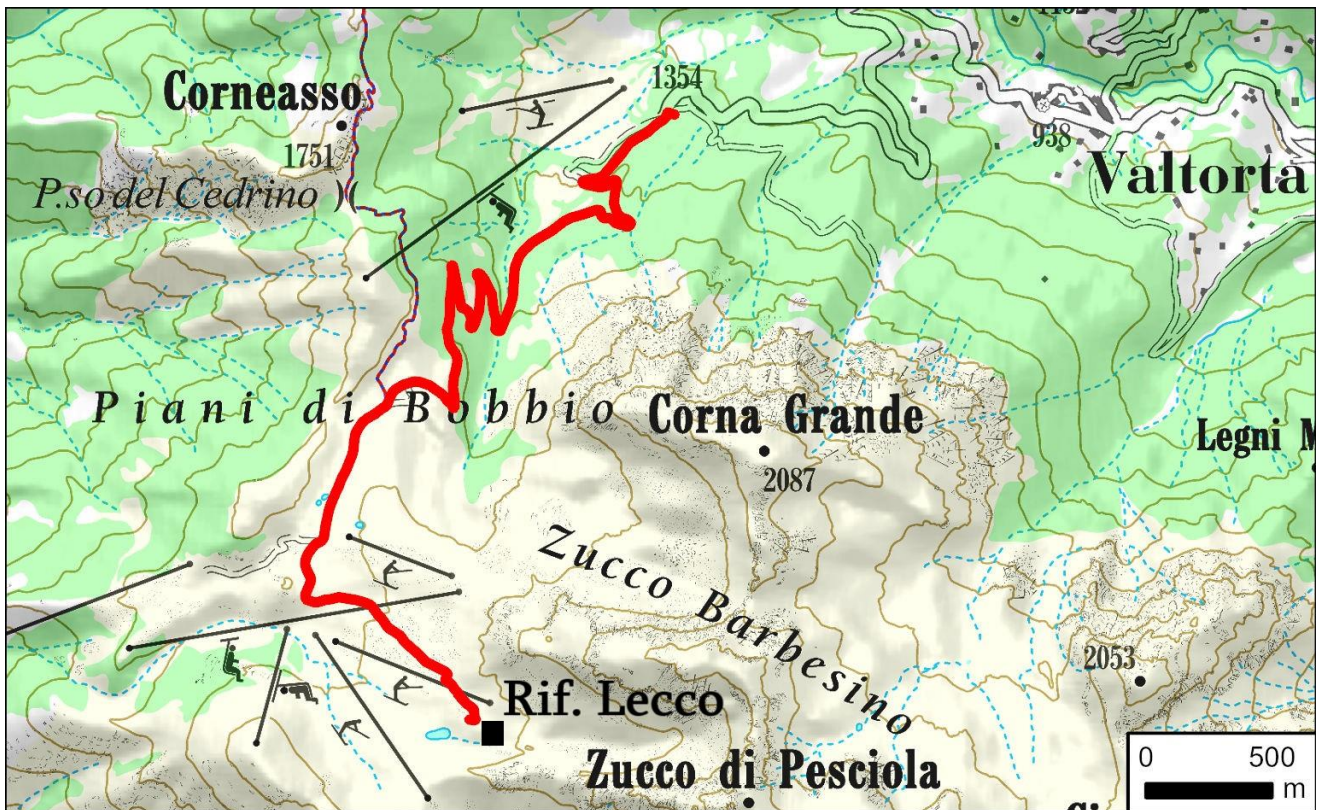 1354
Corneasso
1751
938
Valtorta
P.so del Cedrino )(
Piani di Bobbio
Corna Grande
2087
Legni M
Zucco Barbesino
2053
Rif. Lecco
Zucco di Pesciola
0 500
m